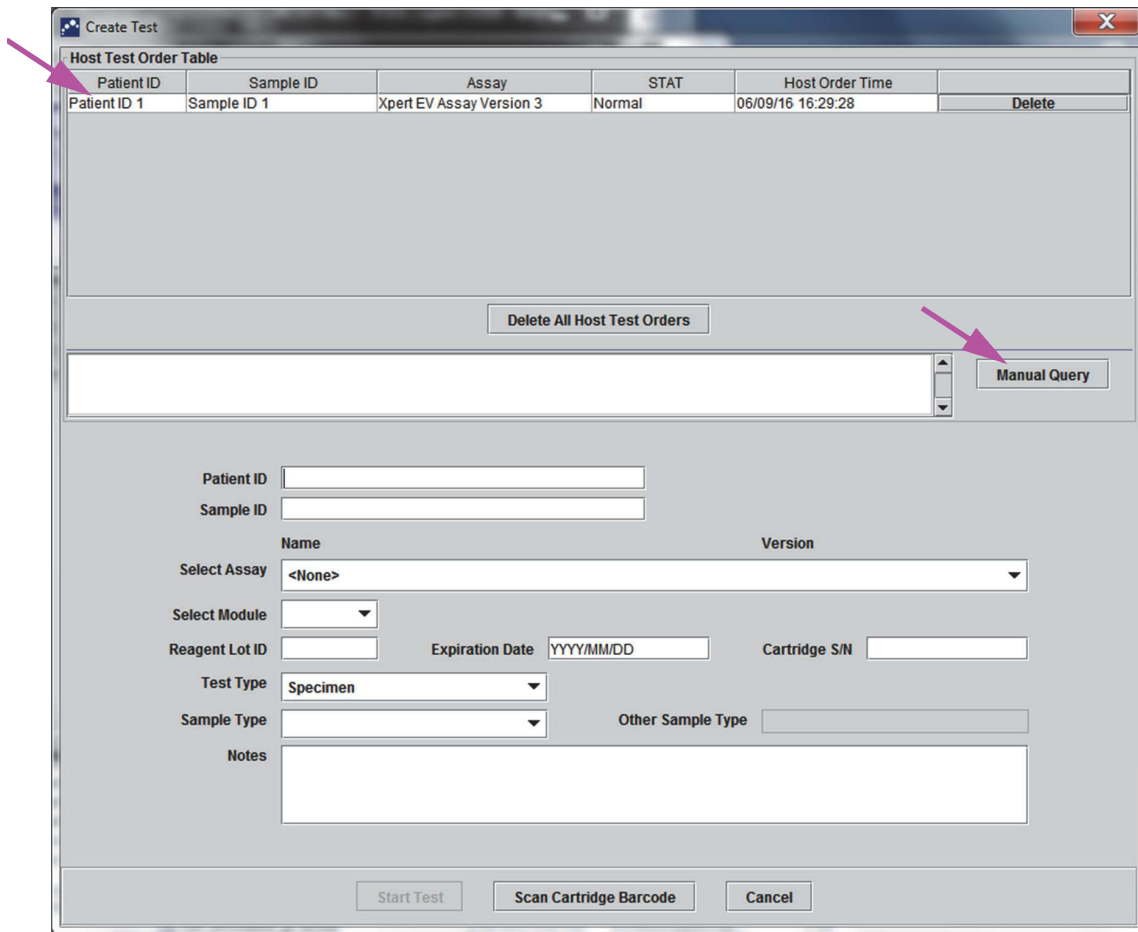 Create Test
X
Host Test Order Table
Patient ID Sample ID Assay STAT Host Order Time
Patient ID 1 Sample ID 1 Xpert EV Assay Version 3 Normal 06/09/16 16:29:28 Delete
Delete All Host Test Orders
Manual Query
Patient ID
Sample ID
Name Version
Select Assay <None>
Select Module
Reagent Lot ID Expiration Date YYYY/MM/DD Cartridge S/N
Test Type Specimen
Sample Type Other Sample Type
Notes
Start Test Scan Cartridge Barcode Cancel